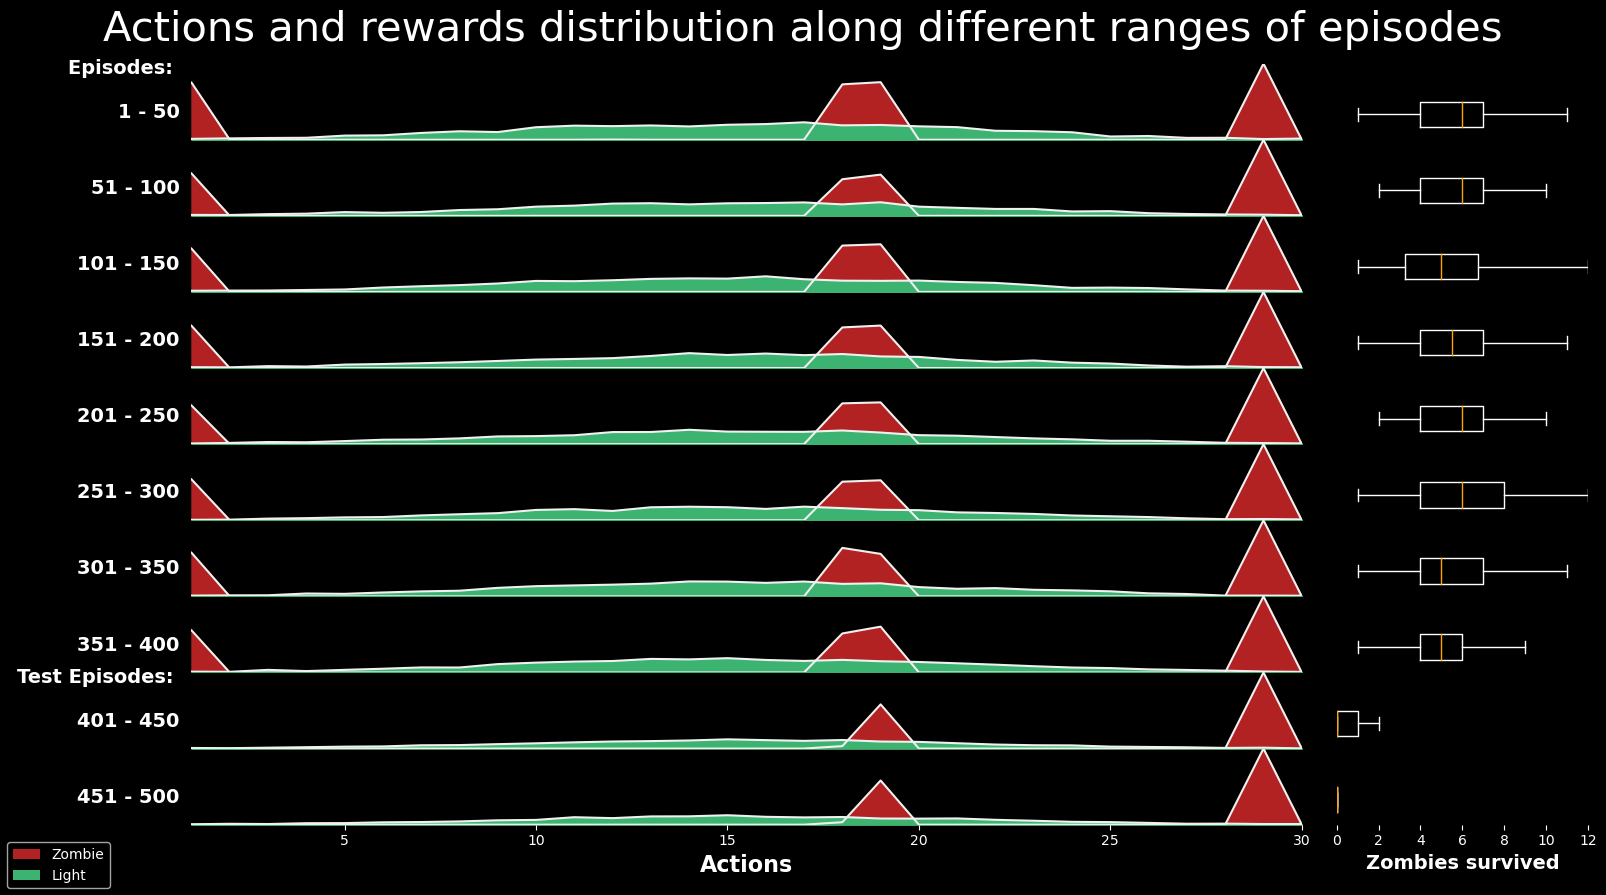 Actions and rewards distribution along different ranges of episodes
Episodes:
1 - 50
51 - 100
101 - 150
151 - 200
201 - 250
251 - 300
301 - 350
351 - 400
Test Episodes:
401 - 450
451 - 500
5 10 15 20 25 30 0 2 4 6 8 10 12
Actions
Zombies survived
Zombie
Light